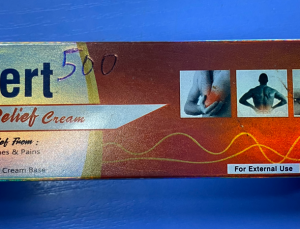 ert 500
Relief Cream
ief From :
es & Pains
Cream Base
For External Use